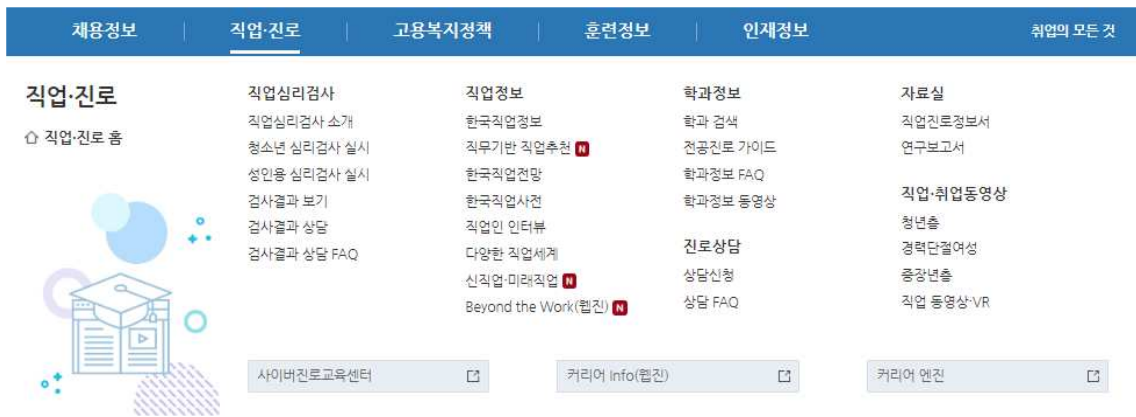 채용정보
직업·진로
고용복지정책
훈련정보
인재정보
취업의 모든 것
직업·진로
직업·진로 홈
직업심리검사
직업심리검사 소개
청소년 심리검사 실시
성인용 심리검사 실시
검사결과 보기
검사결과 상담
검사결과 상담 FAQ
직업정보
한국직업정보
직무기반 직업추천 N
한국직업전망
한국직업사전
직업인 인터뷰
다양한 직업세계
신직업·미래직업 N
Beyond the Work(웹진) N
학과정보
학과 검색
전공진로 가이드
학과정보 FAQ
학과정보 동영상
진로상담
상담신청
상담 FAQ
자료실
직업진로정보서
연구보고서
직업·취업동영상
청년층
경력단절여성
중장년층
직업 동영상·VR
사이버진로교육센터
커리어 Info(웹진)
커리어 엔진